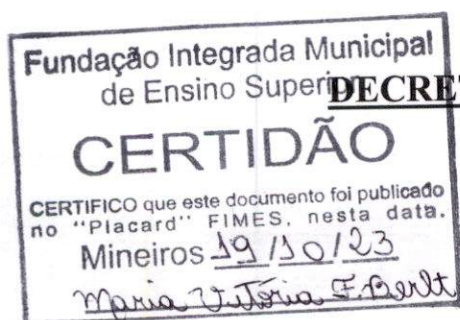 Fundação Integrada Municipal
de Ensino Superior
DECRET
CERTIDÃO
CERTIFICO que este documento foi publicado
no "Placard" FIMES, nesta data.
Mineiros 19/10/23
Maria Vitória F. Berlt